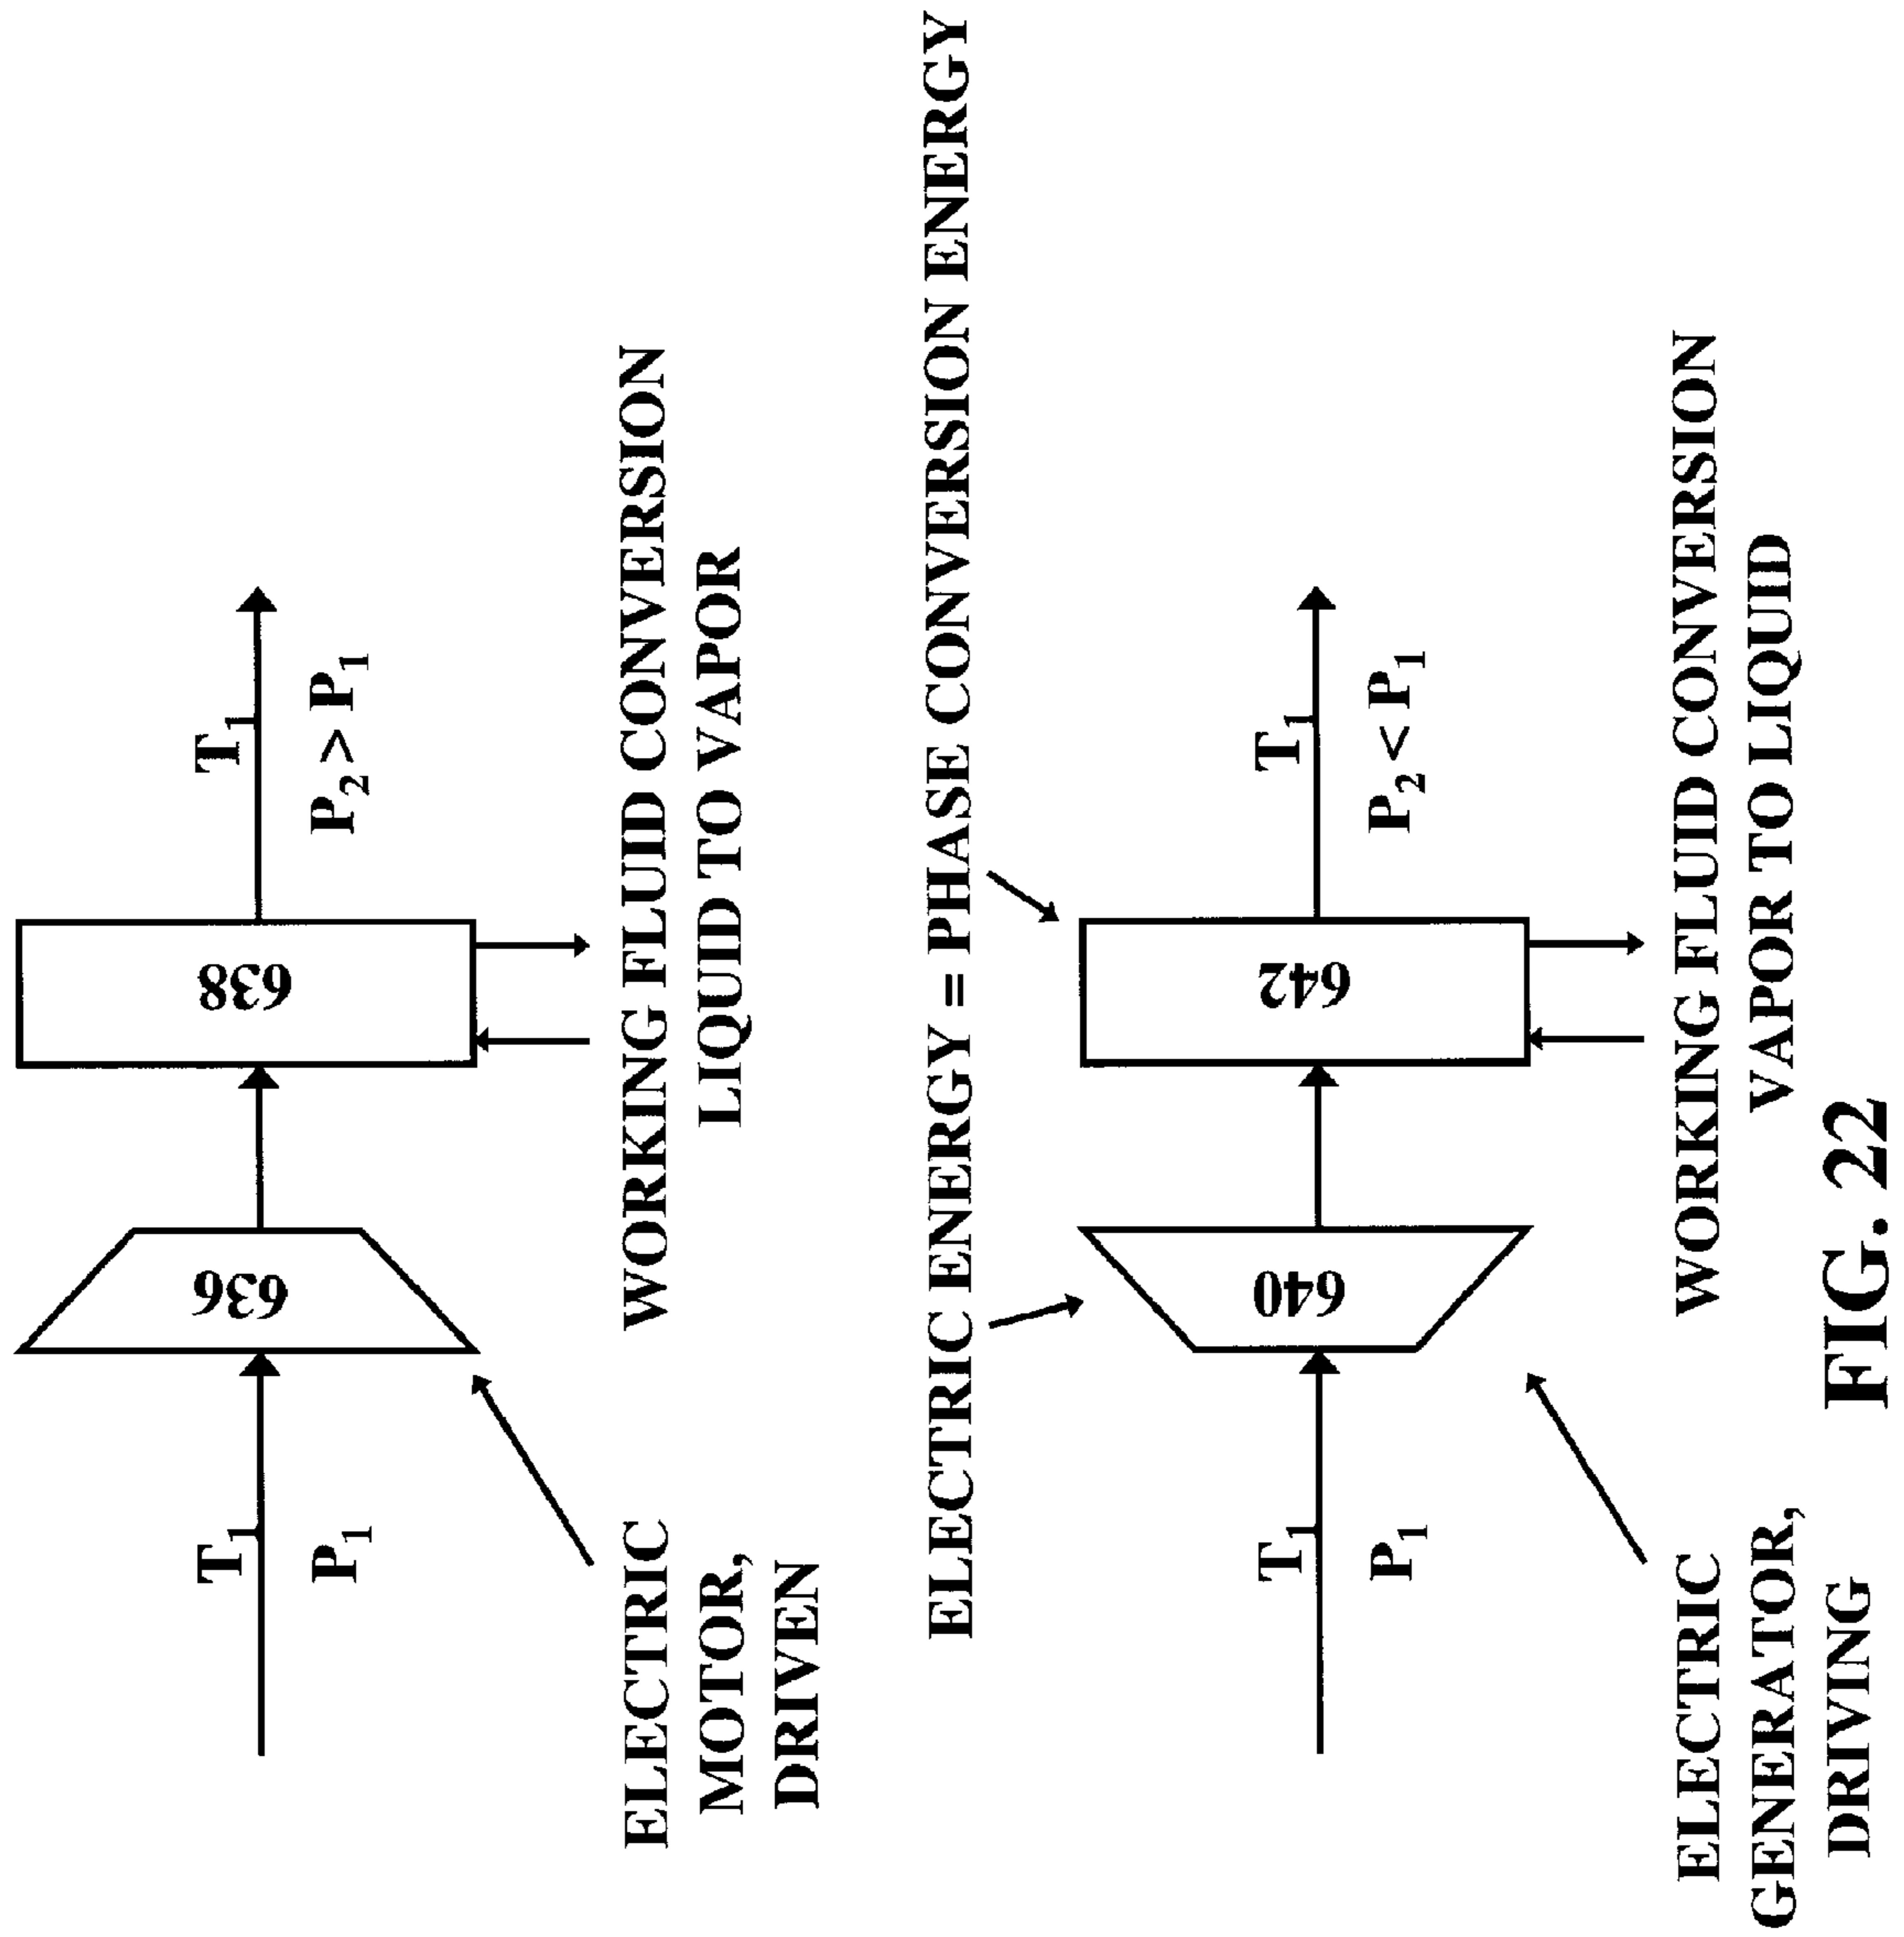 T1
T1
P1
636
638
P2 > P1
ELECTRIC
MOTOR,
DRIVEN
WORKING FLUID CONVERSION
LIQUID TO VAPOR
ELECTRIC ENERGY = PHASE CONVERSION ENERGY
T1
T1
P1
640
642
P2 < P1
ELECTRIC
GENERATOR,
DRIVING
WORKING FLUID CONVERSION
VAPOR TO LIQUID
FIG. 22